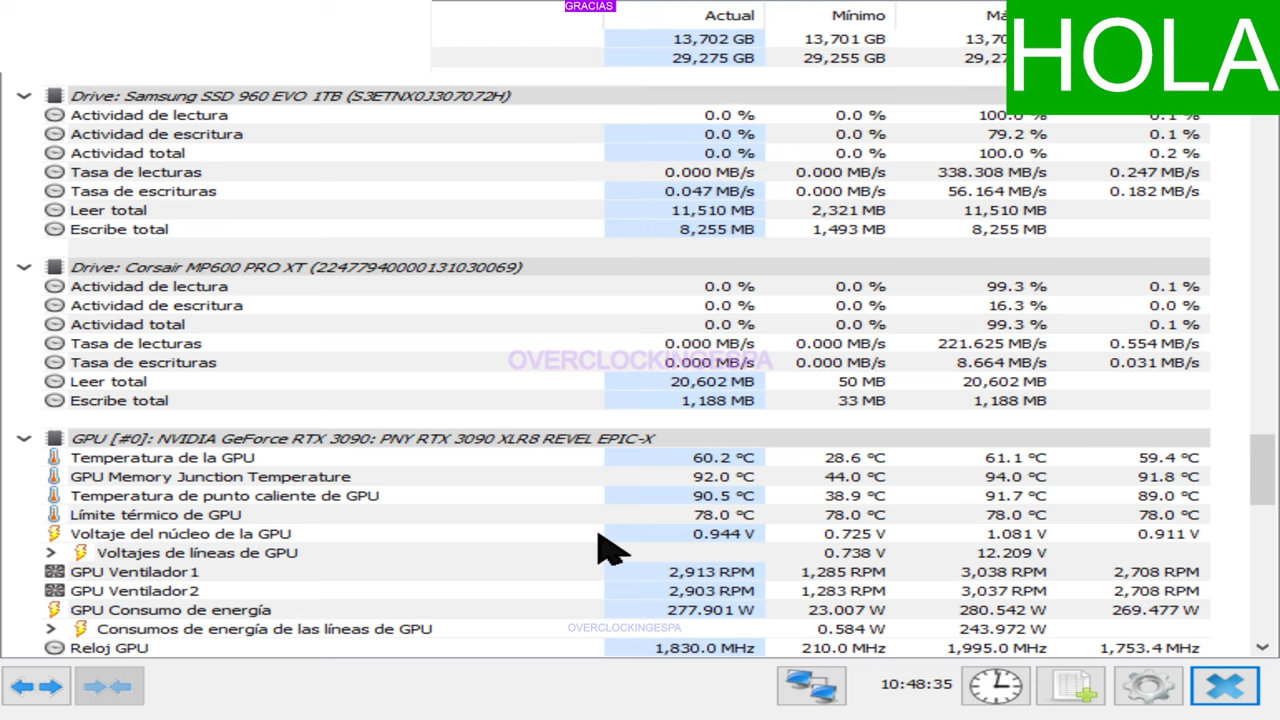 GRACIAS
HOLA
Actual Mínimo
13,702 GB 13,701 GB
29,275 GB 29,255 GB
Drive: Samsung SSD 960 EVO 1TB (S3ETNX0J307072H)
Actividad de lectura 0.0 % 0.0 % 100.0 % 0.1 %
Actividad de escritura 0.0 % 0.0 % 79.2 % 0.1 %
Actividad total 0.0 % 0.0 % 100.0 % 0.2 %
Tasa de lecturas 0.000 MB/s 0.000 MB/s 338.308 MB/s 0.247 MB/s
Tasa de escrituras 0.047 MB/s 0.000 MB/s 56.164 MB/s 0.182 MB/s
Leer total 11,510 MB 2,321 MB 11,510 MB
Escribe total 8,255 MB 1,493 MB 8,255 MB
Drive: Corsair MP600 PRO XT (22477940000131030069)
Actividad de lectura 0.0 % 0.0 % 99.3 % 0.1 %
Actividad de escritura 0.0 % 0.0 % 16.3 % 0.0 %
Actividad total 0.0 % 0.0 % 99.3 % 0.1 %
Tasa de lecturas 0.000 MB/s 0.000 MB/s 221.625 MB/s 0.554 MB/s
OVERCLOCKINGESPA
Tasa de escrituras 0.000 MB/s 0.000 MB/s 8.664 MB/s 0.031 MB/s
Leer total 20,602 MB 50 MB 20,602 MB
Escribe total 1,188 MB 33 MB 1,188 MB
GPU [#0]: NVIDIA GeForce RTX 3090: PNY RTX 3090 XLR8 REVEL EPIC-X
Temperatura de la GPU 60.2 °C 28.6 °C 61.1 °C 59.4 °C
GPU Memory Junction Temperature 92.0 °C 44.0 °C 94.0 °C 91.8 °C
Temperatura de punto caliente de GPU 90.5 °C 38.9 °C 91.7 °C 89.0 °C
Límite térmico de GPU 78.0 °C 78.0 °C 78.0 °C 78.0 °C
Voltaje del núcleo de la GPU 0.944 V 0.725 V 1.081 V 0.911 V
Voltajes de líneas de GPU 0.738 V 12.209 V
GPU Ventilador1 2,913 RPM 1,285 RPM 3,038 RPM 2,708 RPM
GPU Ventilador2 2,903 RPM 1,283 RPM 3,037 RPM 2,708 RPM
GPU Consumo de energía 277.901 W 23.007 W 280.542 W 269.477 W
Consumos de energía de las líneas de GPU 0.584 W 243.972 W
OVERCLOCKINGESPA
Reloj GPU 1,830.0 MHz 210.0 MHz 1,995.0 MHz 1,753.4 MHz
10:48:35